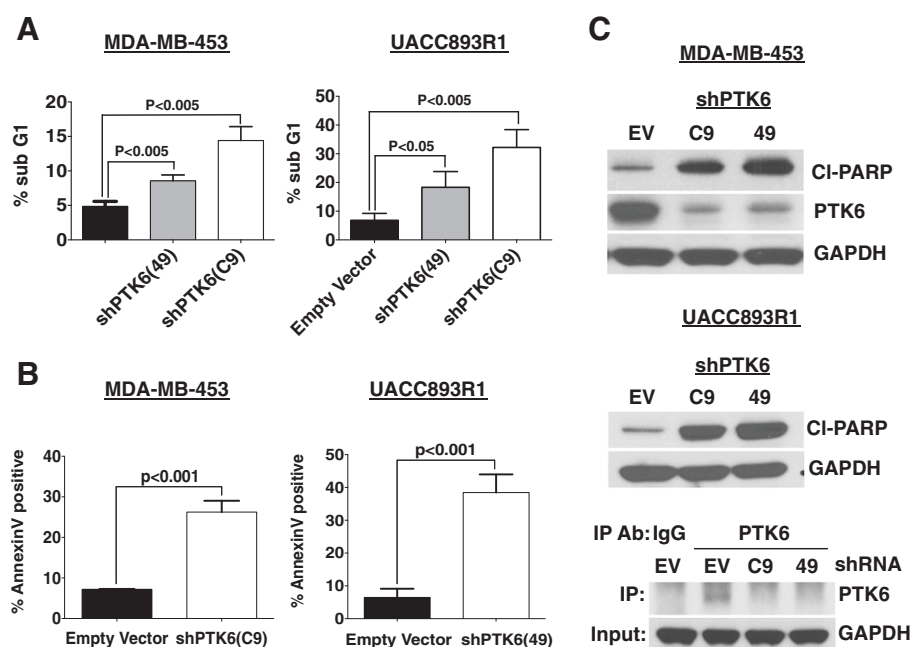 A
MDA-MB-453
UACC893R1
% sub G1
20
15
10
5
0
P<0.005
P<0.005
shPTK6(49)
shPTK6(C9)
% sub G1
50
40
30
20
10
0
P<0.005
P<0.05
Empty Vector
shPTK6(49)
shPTK6(C9)
B
MDA-MB-453
UACC893R1
% AnnexinV positive
40
30
20
10
0
p<0.001
Empty Vector
shPTK6(C9)
% AnnexinV positive
50
40
30
20
10
0
p<0.001
Empty Vector
shPTK6(49)
C
MDA-MB-453
shPTK6
EV C9 49
Cl-PARP
PTK6
GAPDH
UACC893R1
shPTK6
EV C9 49
Cl-PARP
GAPDH
IP Ab: IgG PTK6
EV EV C9 49 shRNA
IP: PTK6
Input: GAPDH